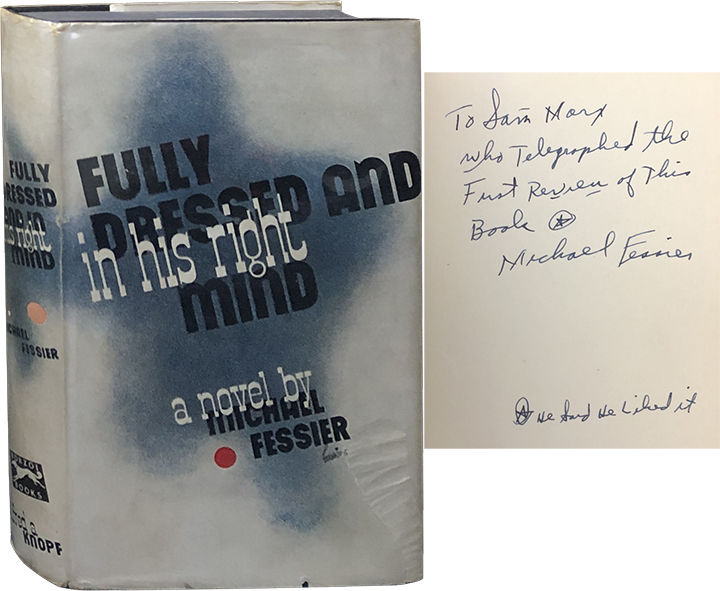 FULLY
DRESSED
AND IN
his right
MIND
MICHAEL
FESSIER
BORZOI
BOOKS
Alfred a
KNOPF
FULLY
DRESSED AND
in his right
MIND
a novel by
MICHAEL
FESSIER
To Sam Marx
who Telegraphed the
First Review of This
Book
Michael Fessier
He Said He Liked it